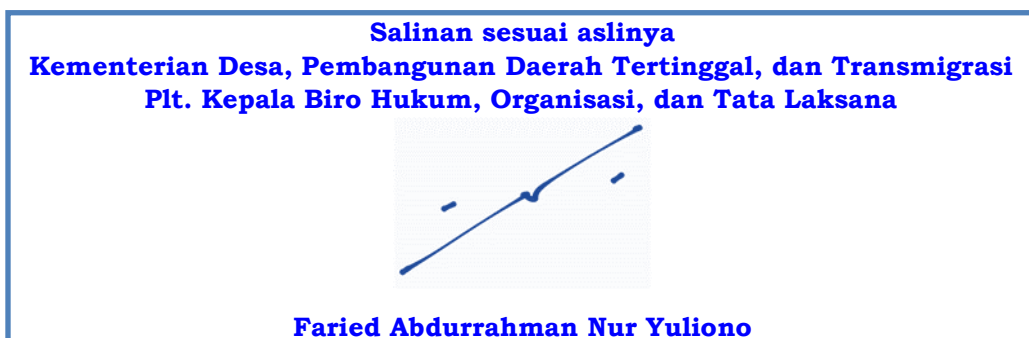 Salinan sesuai aslinya
Kementerian Desa, Pembangunan Daerah Tertinggal, dan Transmigrasi
Plt. Kepala Biro Hukum, Organisasi, dan Tata Laksana
Faried Abdurrahman Nur Yuliono